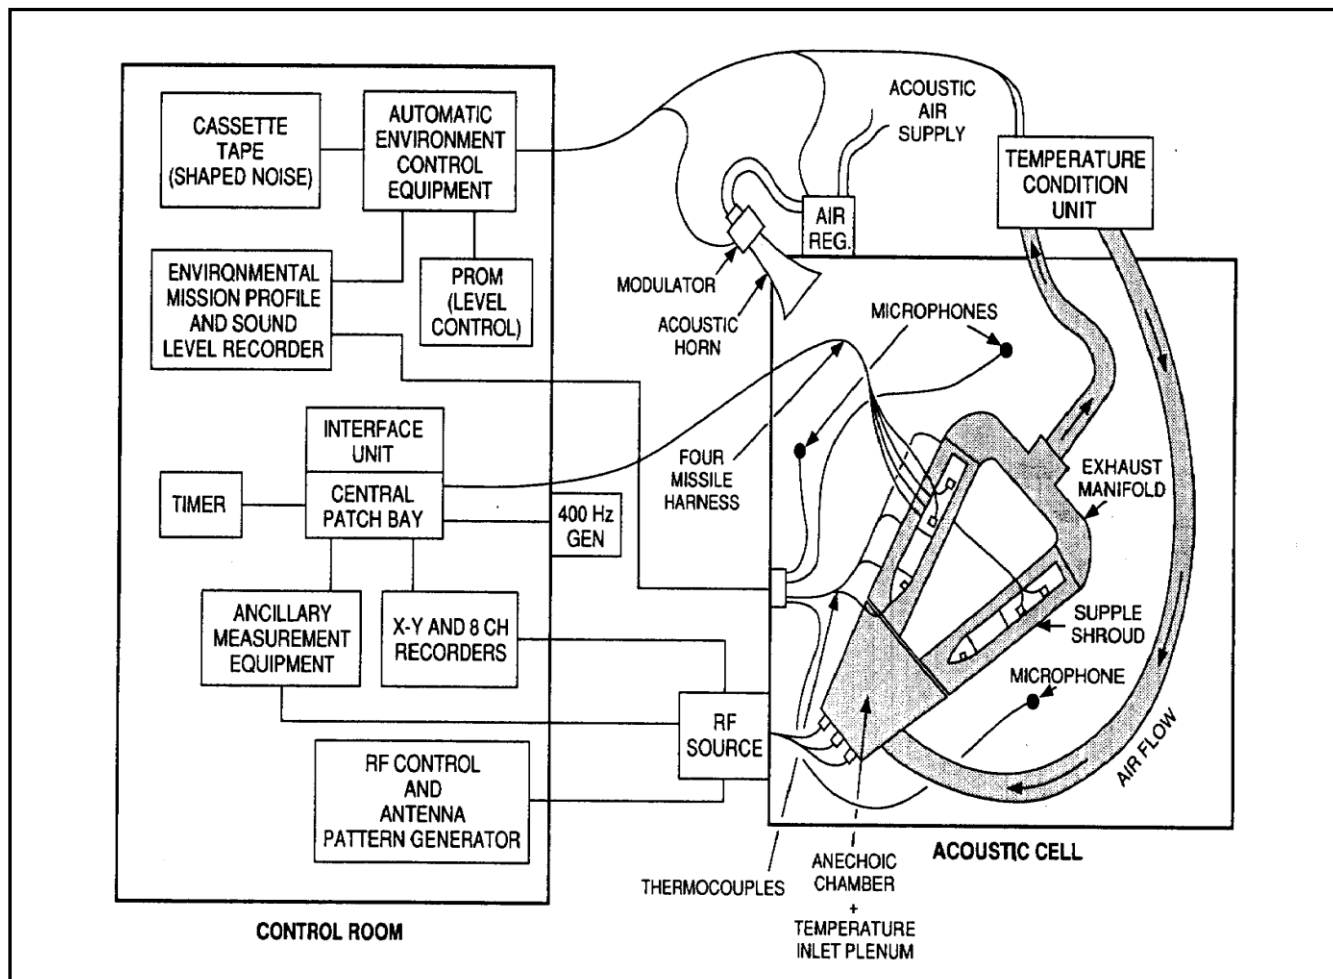 CASSETTE
TAPE
(SHAPED NOISE)
AUTOMATIC
ENVIRONMENT
CONTROL
EQUIPMENT
ENVIRONMENTAL
MISSION PROFILE
AND SOUND
LEVEL RECORDER
PROM
(LEVEL
CONTROL)
INTERFACE
UNIT
CENTRAL
PATCH BAY
TIMER
400 Hz
GEN
ANCILLARY
MEASUREMENT
EQUIPMENT
X-Y AND 8 CH
RECORDERS
RF CONTROL
AND
ANTENNA
PATTERN GENERATOR
RF
SOURCE
CONTROL ROOM
ACOUSTIC
AIR
SUPPLY
TEMPERATURE
CONDITION
UNIT
AIR
REG.
MODULATOR
ACOUSTIC
HORN
MICROPHONES
FOUR
MISSILE
HARNESS
EXHAUST
MANIFOLD
SUPPLE
SHROUD
MICROPHONE
AIR FLOW
THERMOCOUPLES
ANECHOIC
CHAMBER
+
TEMPERATURE
INLET PLENUM
ACOUSTIC CELL